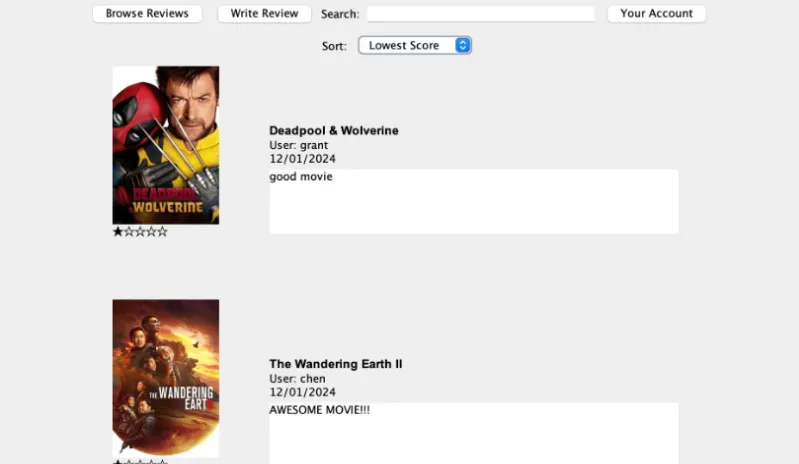 Browse Reviews Write Review Search: Your Account
Sort: Lowest Score
DEADPOOL
WOLVERINE
★☆☆☆☆
Deadpool & Wolverine
User: grant
12/01/2024
good movie
THE WANDERING
EARTH
The Wandering Earth II
User: chen
12/01/2024
AWESOME MOVIE!!!